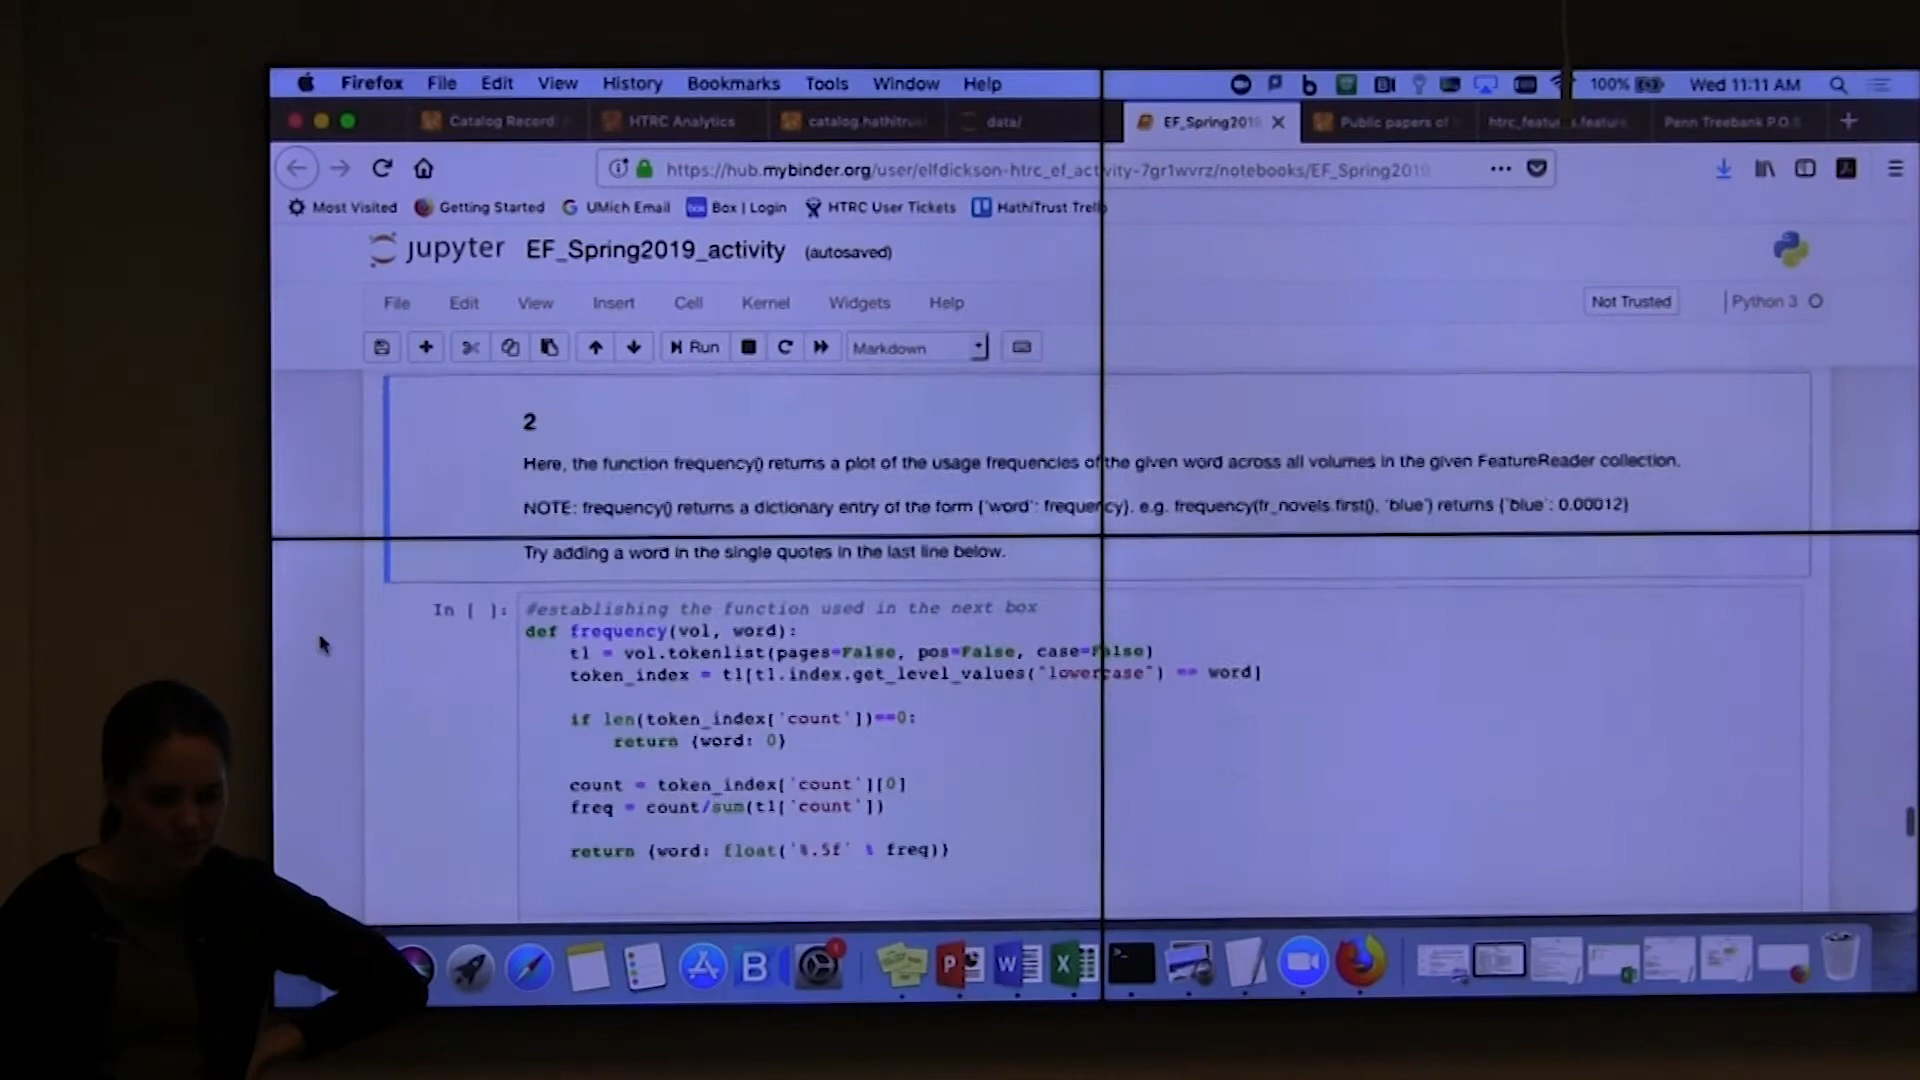 Firefox File Edit View History Bookmarks Tools Window Help 100% Wed 11:11 AM
Catalog Record: HTRC Analytics catalog.hathitrus data/ EF_Spring201 Public papers of Penn Treebank P.O.S
https://hub.mybinder.org/user/elfdickson-htrc_ef_activity-7gr1wvrz/notebooks/EF_Spring2019
Most Visited Getting Started UMich Email Box | Login HTRC User Tickets HathiTrust Trello
jupyter EF_Spring2019_activity (autosaved)
File Edit View Insert Cell Kernel Widgets Help Not Trusted Python 3
Run Markdown
2
Here, the function frequency() returns a plot of the usage frequencies of the given word across all volumes in the given FeatureReader collection.
NOTE: frequency() returns a dictionary entry of the form {'word': frequency}. e.g. frequency(fr_novels.first(), 'blue') returns {'blue': 0.00012}
Try adding a word in the single quotes in the last line below.
In [ ]: #establishing the function used in the next box
def frequency(vol, word):
tl = vol.tokenlist(pages=False, pos=False, case=False)
token_index = tl[tl.index.get_level_values("lowercase") == word]
if len(token_index['count'])==0:
return {word: 0}
count = token_index['count'][0]
freq = count/sum(tl['count'])
return {word: float('%.5f' % freq)}